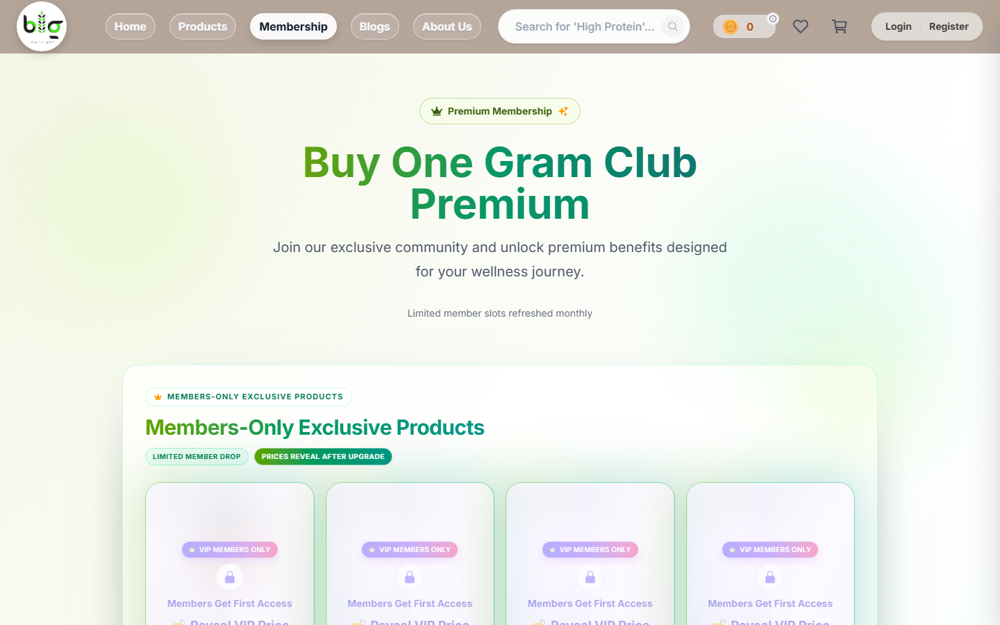 big
buy one gram
Home
Products
Membership
Blogs
About Us
Search for 'High Protein'...
0
Login
Register
Premium Membership
Buy One Gram Club
Premium
Join our exclusive community and unlock premium benefits designed
for your wellness journey.
Limited member slots refreshed monthly
MEMBERS-ONLY EXCLUSIVE PRODUCTS
Members-Only Exclusive Products
LIMITED MEMBER DROP
PRICES REVEAL AFTER UPGRADE
VIP MEMBERS ONLY
Members Get First Access
Reveal VIP Price
VIP MEMBERS ONLY
Members Get First Access
Reveal VIP Price
VIP MEMBERS ONLY
Members Get First Access
Reveal VIP Price
VIP MEMBERS ONLY
Members Get First Access
Reveal VIP Price